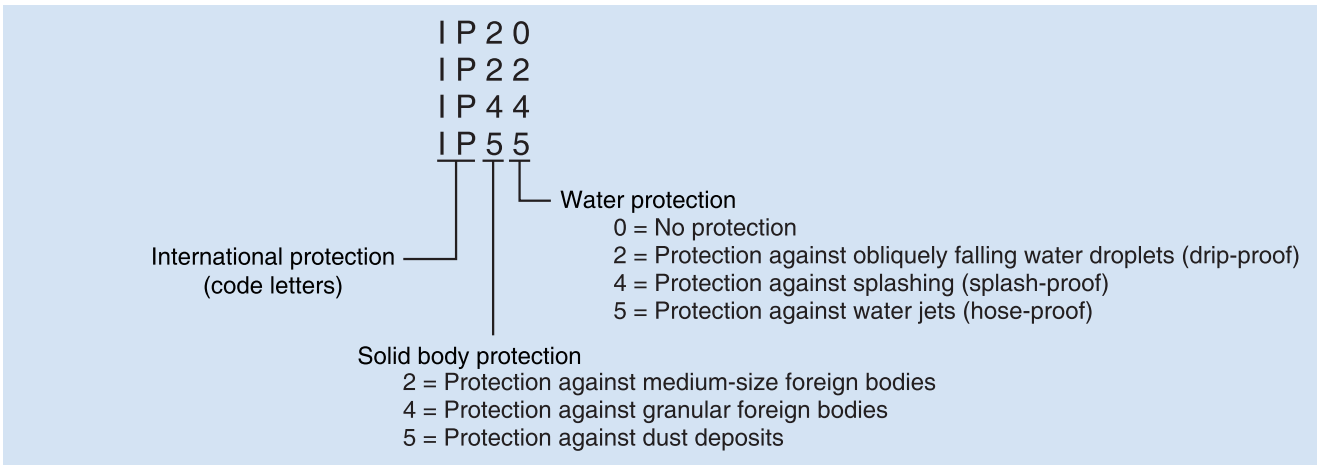 IP20
IP22
IP44
IP55
Water protection
0 = No protection
2 = Protection against obliquely falling water droplets (drip-proof)
4 = Protection against splashing (splash-proof)
5 = Protection against water jets (hose-proof)
International protection
(code letters)
Solid body protection
2 = Protection against medium-size foreign bodies
4 = Protection against granular foreign bodies
5 = Protection against dust deposits